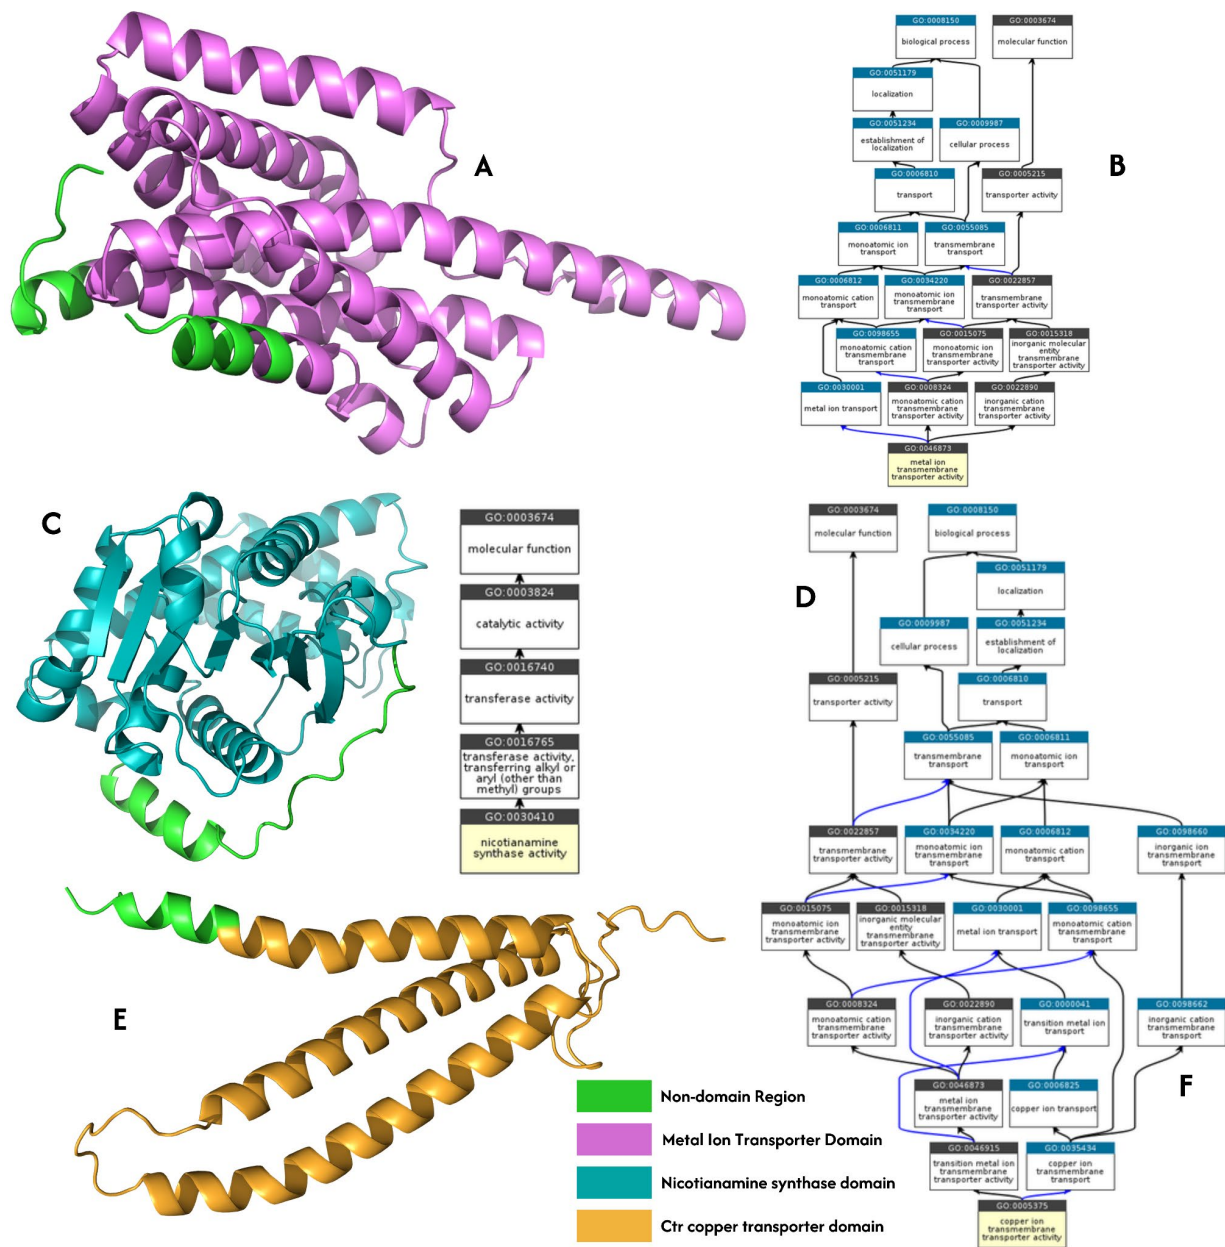 A
GO:0008150
biological process
GO:0003674
molecular function
GO:0051179
localization
GO:0051234
establishment of
localization
GO:0009987
cellular process
B
GO:0006810
transport
GO:0005215
transporter activity
GO:0006811
monoatomic ion
transport
GO:0055085
transmembrane
transport
GO:0006812
monoatomic cation
transport
GO:0034220
monoatomic ion
transmembrane
transport
GO:0022857
transmembrane
transporter activity
GO:0098655
monoatomic cation
transmembrane
transport
GO:0015075
monoatomic ion
transmembrane
transporter activity
GO:0015318
inorganic molecular
entity
transmembrane
transporter activity
GO:0030001
metal ion transport
GO:0008324
monoatomic cation
transmembrane
transporter activity
GO:0022890
inorganic cation
transmembrane
transporter activity
GO:0046873
metal ion
transmembrane
transporter activity
C
GO:0003674
molecular function
GO:0003824
catalytic activity
GO:0016740
transferase activity
GO:0016765
transferase activity,
transferring alkyl or
aryl (other than
methyl) groups
GO:0030410
nicotianamine
synthase activity
D
GO:0003674
molecular function
GO:0008150
biological process
GO:0051179
localization
GO:0009987
cellular process
GO:0051234
establishment of
localization
GO:0005215
transporter activity
GO:0006810
transport
GO:0055085
transmembrane
transport
GO:0006811
monoatomic ion
transport
GO:0022857
transmembrane
transporter activity
GO:0034220
monoatomic ion
transmembrane
transport
GO:0006812
monoatomic cation
transport
GO:0098660
inorganic ion
transmembrane
transport
GO:0015075
monoatomic ion
transmembrane
transporter activity
GO:0015318
inorganic molecular
entity
transmembrane
transporter activity
GO:0030001
metal ion transport
GO:0098655
monoatomic cation
transmembrane
transport
GO:0008324
monoatomic cation
transmembrane
transporter activity
GO:0022890
inorganic cation
transmembrane
transporter activity
GO:0000041
transition metal ion
transport
GO:0098662
inorganic cation
transmembrane
transport
GO:0046873
metal ion
transmembrane
transporter activity
GO:0006825
copper ion transport
F
GO:0046915
transition metal ion
transmembrane
transporter activity
GO:0035434
copper ion
transmembrane
transport
GO:0005375
copper ion
transmembrane
transporter activity
E
Non-domain Region
Metal Ion Transporter Domain
Nicotianamine synthase domain
Ctr copper transporter domain